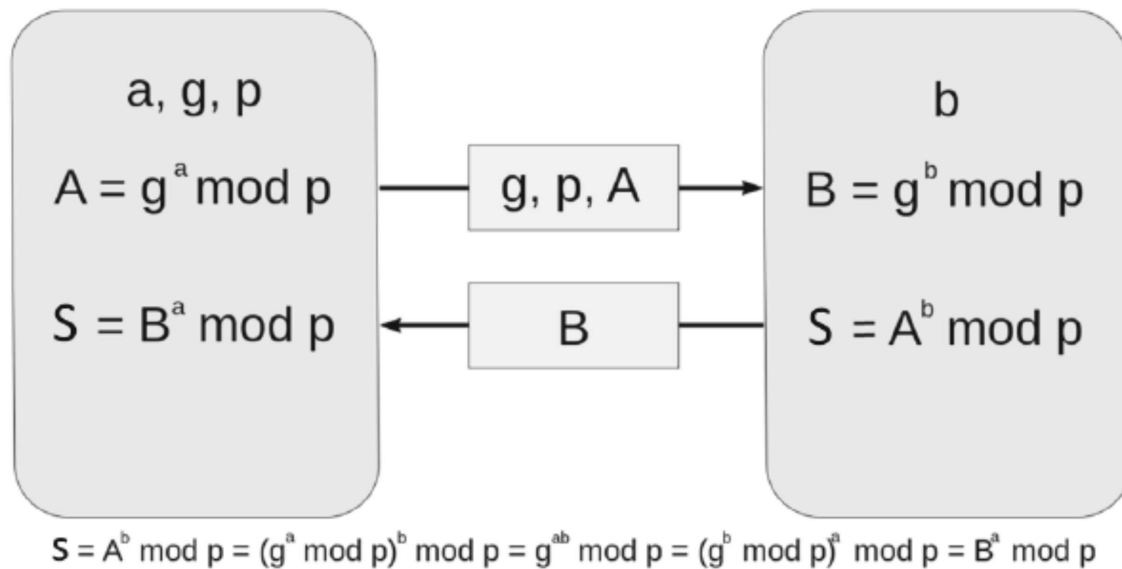 a, g, p
A = g^a mod p
S = B^a mod p
g, p, A
B
b
B = g^b mod p
S = A^b mod p
S = A^b mod p = (g^a mod p)^b mod p = g^ab mod p = (g^b mod p)^a mod p = B^a mod p